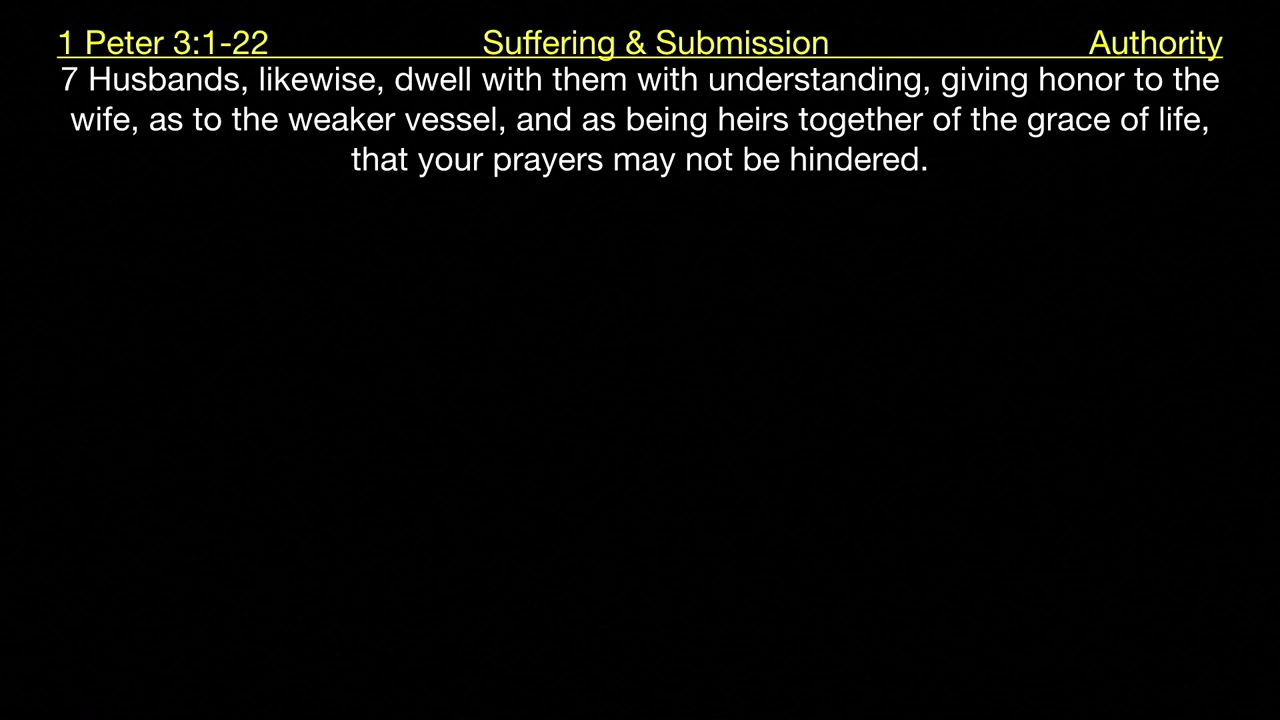 1 Peter 3:1-22 Suffering & Submission Authority
7 Husbands, likewise, dwell with them with understanding, giving honor to the
wife, as to the weaker vessel, and as being heirs together of the grace of life,
that your prayers may not be hindered.